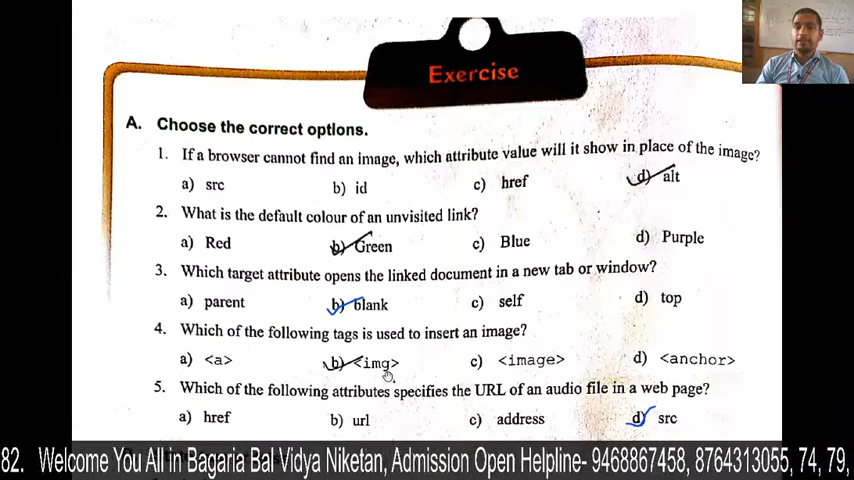 Exercise
A. Choose the correct options.
1. If a browser cannot find an image, which attribute value will it show in place of the image?
a) src b) id c) href d) alt
2. What is the default colour of an unvisited link?
a) Red b) Green c) Blue d) Purple
3. Which target attribute opens the linked document in a new tab or window?
a) parent b) blank c) self d) top
4. Which of the following tags is used to insert an image?
a) <a> b) <img> c) <image> d) <anchor>
5. Which of the following attributes specifies the URL of an audio file in a web page?
a) href b) url c) address d) src
82. Welcome You All in Bagaria Bal Vidya Niketan, Admission Open Helpline- 9468867458, 8764313055, 74, 79,